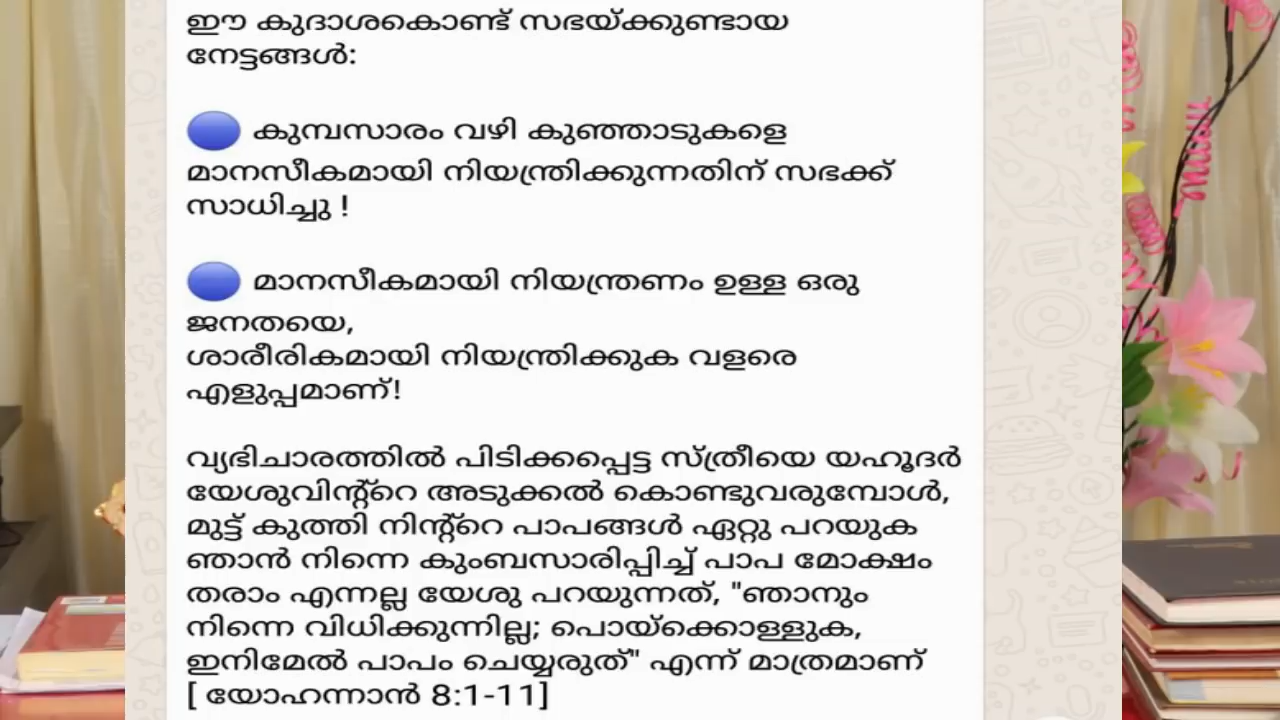 ഈ കുദാശകൊണ്ട് സഭയ്ക്കുണ്ടായ
നേട്ടങ്ങൾ:
🔵 കുമ്പസാരം വഴി കുഞ്ഞാടുകളെ
മാനസീകമായി നിയന്ത്രിക്കുന്നതിന് സഭക്ക്
സാധിച്ചു !
🔵 മാനസീകമായി നിയന്ത്രണം ഉള്ള ഒരു
ജനതയെ,
ശാരീരികമായി നിയന്ത്രിക്കുക വളരെ
എളുപ്പമാണ്!
വ്യഭിചാരത്തിൽ പിടിക്കപ്പെട്ട സ്ത്രീയെ യഹൂദർ
യേശുവിൻ്റ്റെ അടുക്കൽ കൊണ്ടുവരുമ്പോൾ,
മുട്ട് കുത്തി നിൻ്റ്റെ പാപങ്ങൾ ഏറ്റു പറയുക
ഞാൻ നിന്നെ കുംബസാരിപ്പിച്ച് പാപ മോക്ഷം
തരാം എന്നല്ല യേശു പറയുന്നത്, "ഞാനും
നിന്നെ വിധിക്കുന്നില്ല; പൊയ്ക്കൊള്ളുക,
ഇനിമേൽ പാപം ചെയ്യരുത്" എന്ന് മാത്രമാണ്
[ യോഹന്നാൻ 8:1-11]